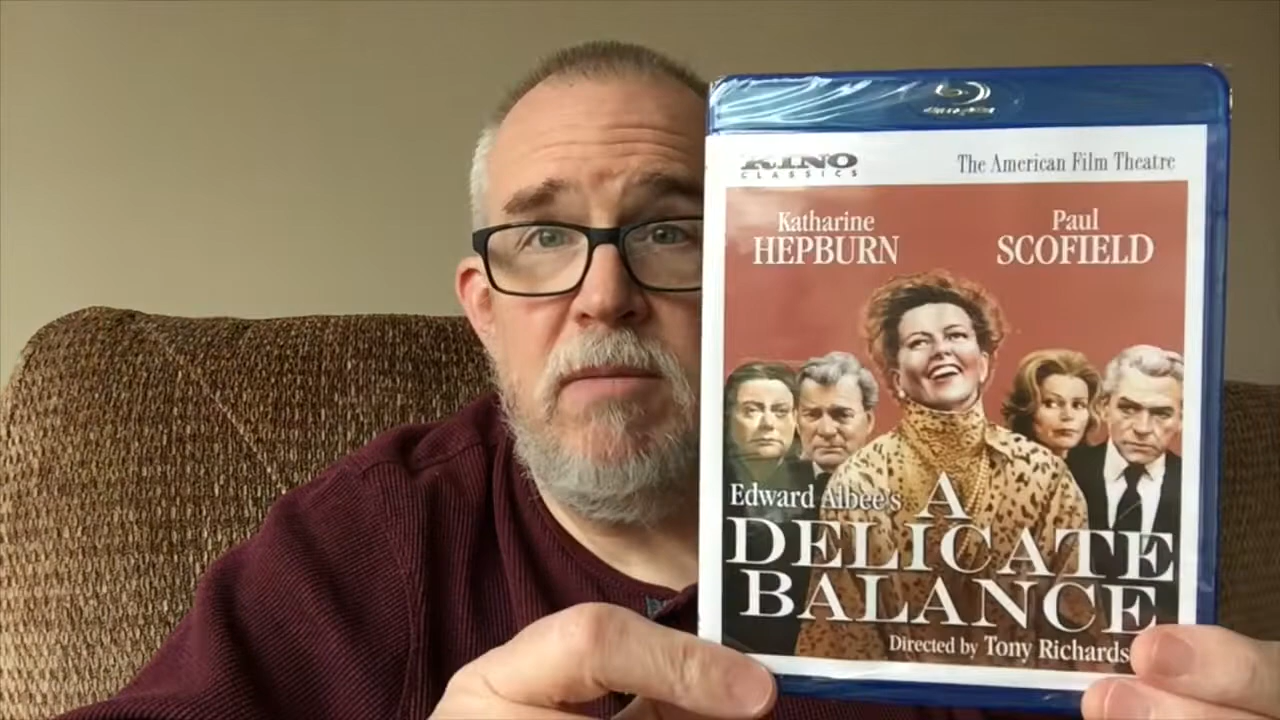 KINO
CLASSICS
The American Film Theatre
Katharine
HEPBURN
Paul
SCOFIELD
Edward Albee's
A
DELICATE
BALANCE
Directed by Tony Richards